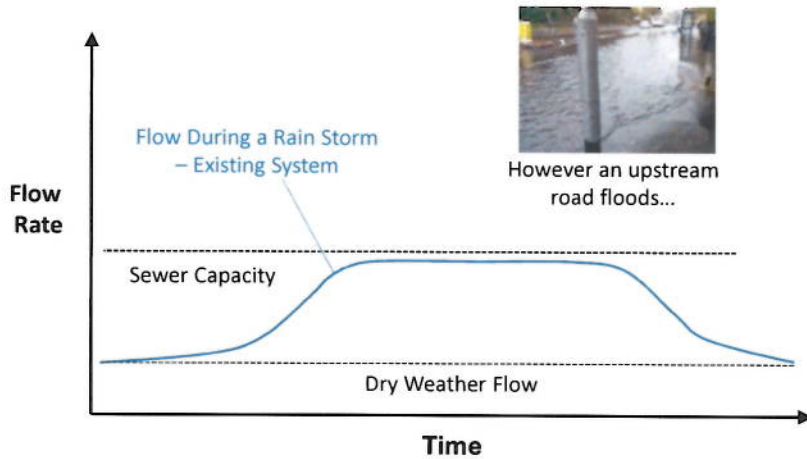 Flow During a Rain Storm
– Existing System
However an upstream
road floods...
Flow
Rate
Sewer Capacity
Dry Weather Flow
Time